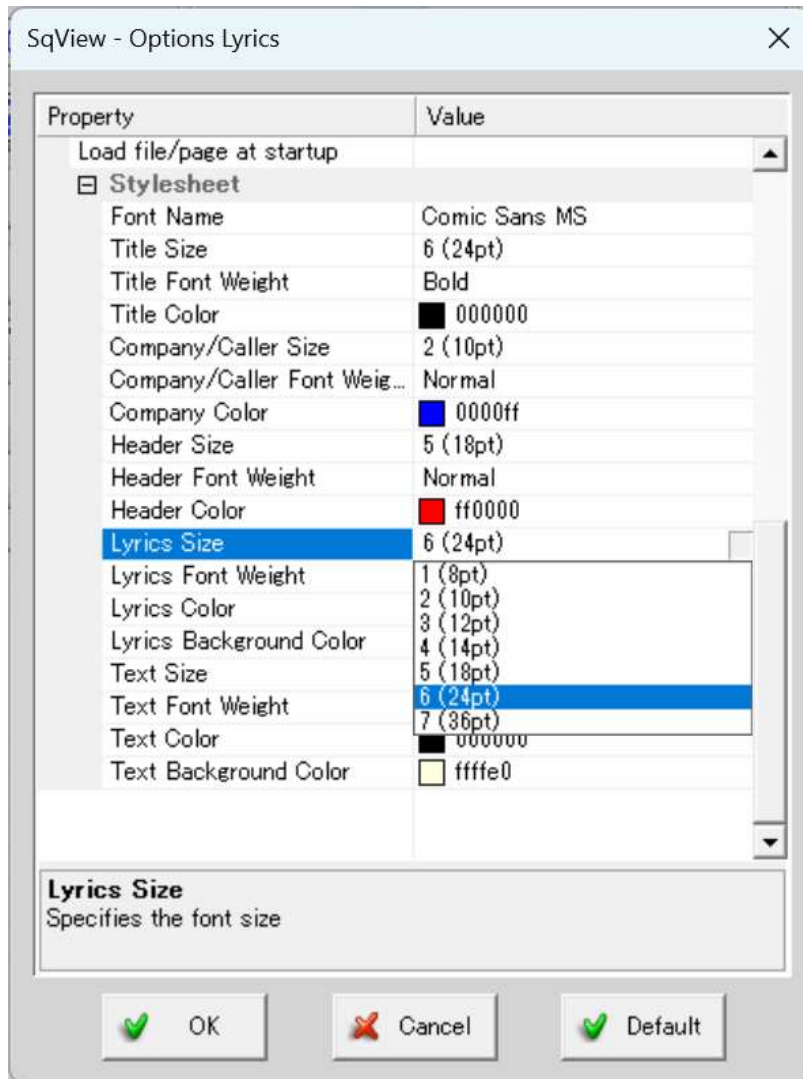 SqView - Options Lyrics
Property Value
Load file/page at startup
Stylesheet
Font Name Comic Sans MS
Title Size 6 (24pt)
Title Font Weight Bold
Title Color 000000
Company/Caller Size 2 (10pt)
Company/Caller Font Weig... Normal
Company Color 0000ff
Header Size 5 (18pt)
Header Font Weight Normal
Header Color ff0000
Lyrics Size 6 (24pt)
Lyrics Font Weight 1 (8pt)
2 (10pt)
Lyrics Color 3 (12pt)
Lyrics Background Color 4 (14pt)
Text Size 5 (18pt)
Text Font Weight 6 (24pt)
7 (36pt)
Text Color 000000
Text Background Color ffffe0
Lyrics Size
Specifies the font size
OK Cancel Default